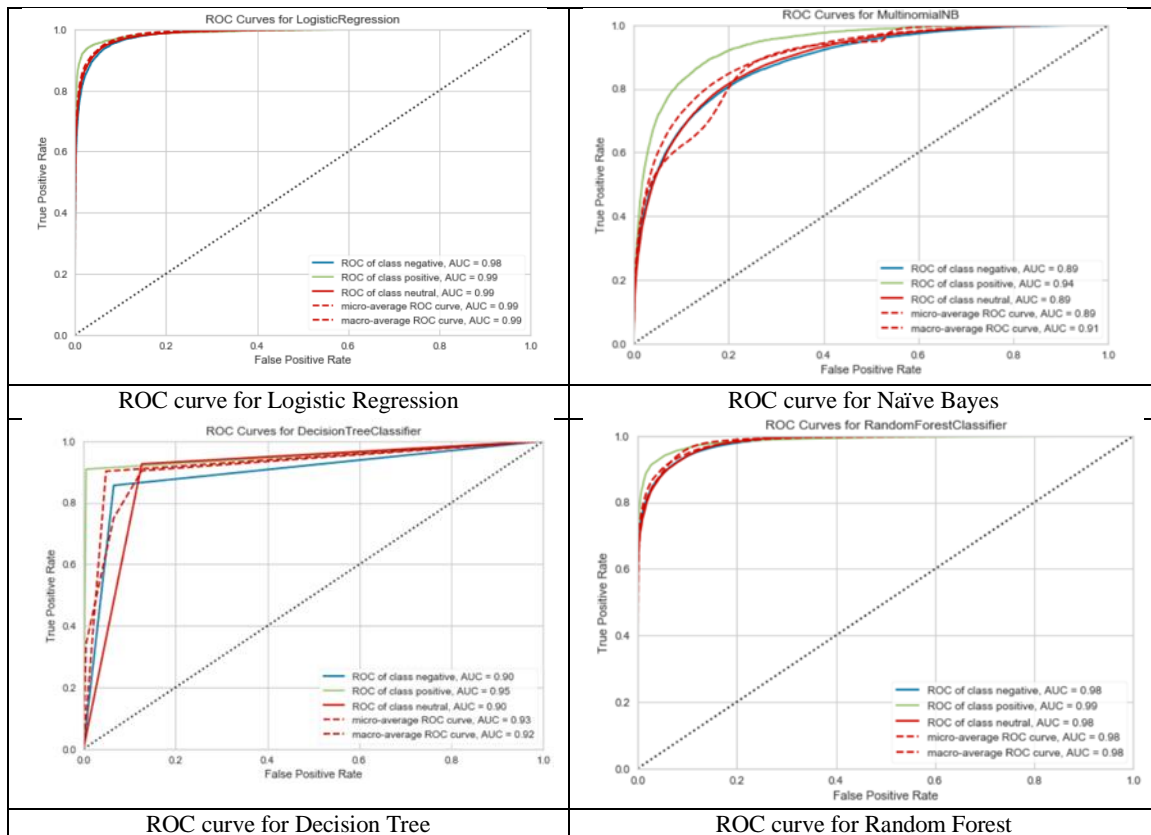 ROC Curves for LogisticRegression
1.0
0.8
0.6
0.4
0.2
0.0
True Positive Rate
ROC of class negative, AUC = 0.98
ROC of class positive, AUC = 0.99
ROC of class neutral, AUC = 0.99
micro-average ROC curve, AUC = 0.99
macro-average ROC curve, AUC = 0.99
0.0 0.2 0.4 0.6 0.8 1.0
False Positive Rate
ROC curve for Logistic Regression
ROC Curves for MultinomialNB
1.0
0.8
0.6
0.4
0.2
0.0
True Positive Rate
ROC of class negative, AUC = 0.89
ROC of class positive, AUC = 0.94
ROC of class neutral, AUC = 0.89
micro-average ROC curve, AUC = 0.89
macro-average ROC curve, AUC = 0.91
0.0 0.2 0.4 0.6 0.8 1.0
False Positive Rate
ROC curve for Naïve Bayes
ROC Curves for DecisionTreeClassifier
1.0
0.8
0.6
0.4
0.2
0.0
True Positive Rate
ROC of class negative, AUC = 0.90
ROC of class positive, AUC = 0.95
ROC of class neutral, AUC = 0.90
micro-average ROC curve, AUC = 0.93
macro-average ROC curve, AUC = 0.92
0.0 0.2 0.4 0.6 0.8 1.0
False Positive Rate
ROC curve for Decision Tree
ROC Curves for RandomForestClassifier
1.0
0.8
0.6
0.4
0.2
0.0
True Positive Rate
ROC of class negative, AUC = 0.98
ROC of class positive, AUC = 0.99
ROC of class neutral, AUC = 0.98
micro-average ROC curve, AUC = 0.98
macro-average ROC curve, AUC = 0.98
0.0 0.2 0.4 0.6 0.8 1.0
False Positive Rate
ROC curve for Random Forest